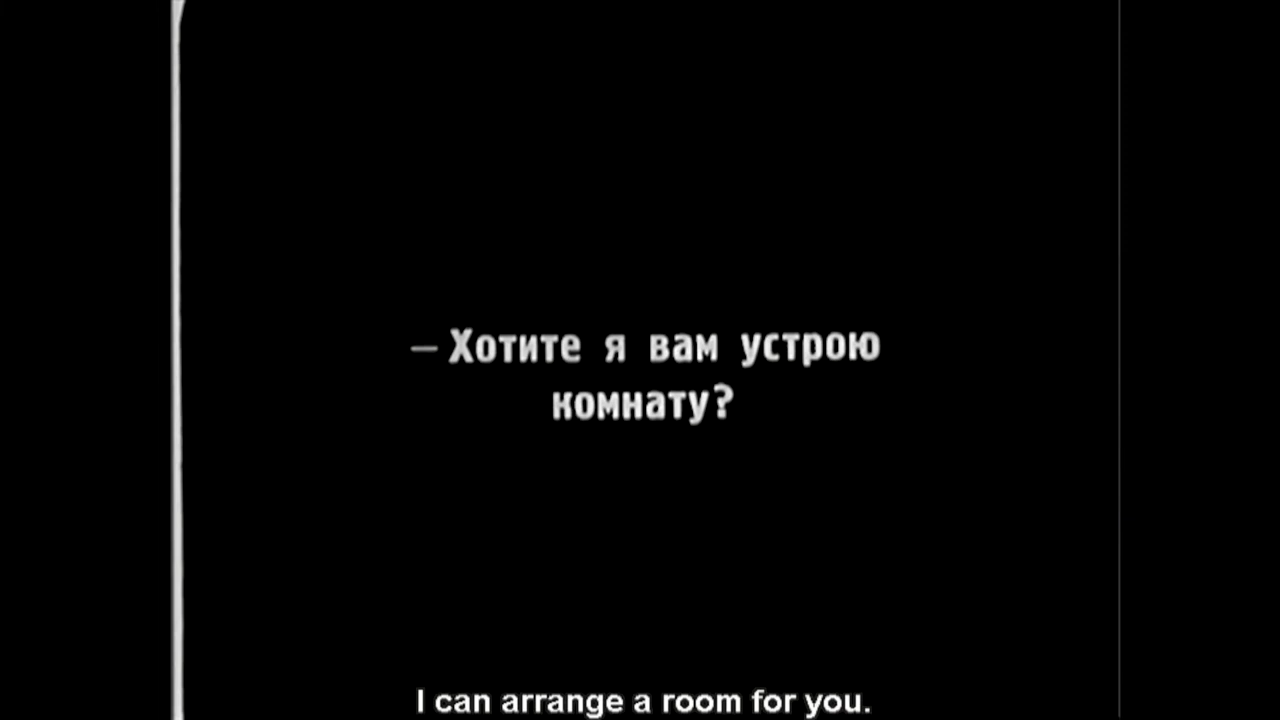 — Хотите я вам устрою
комнату?
I can arrange a room for you.